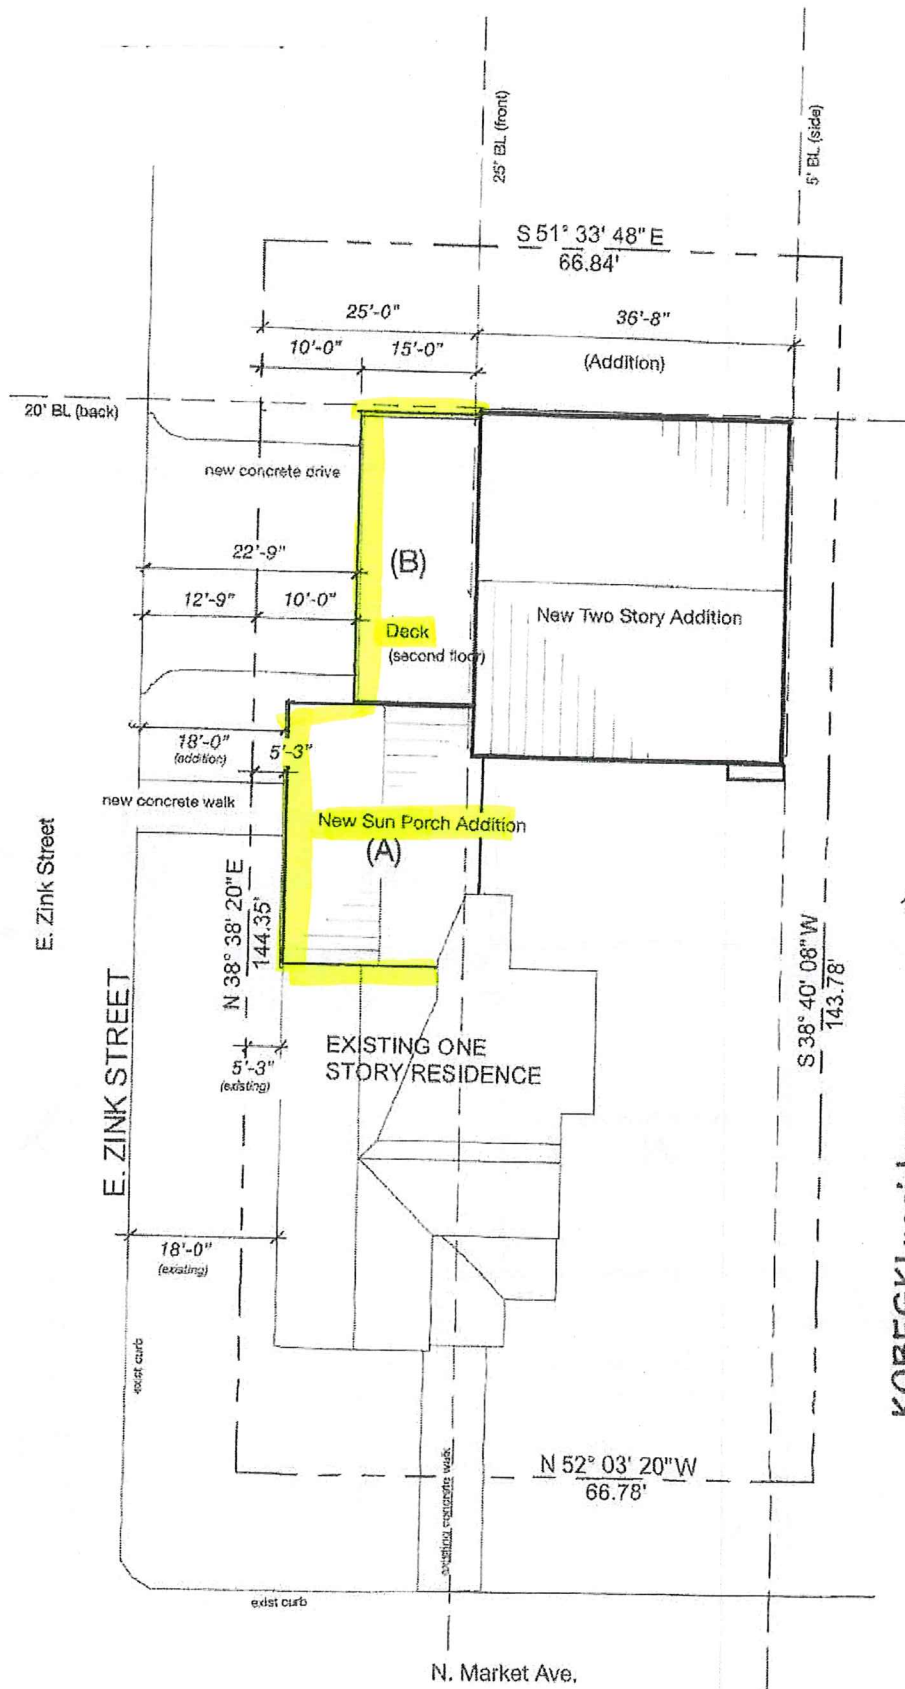 25' BL (front)
5' BL (side)
S 51° 33' 48" E
66.84'
25'-0"
36'-8"
10'-0"
15'-0"
(Addition)
20' BL (back)
new concrete drive
22'-9"
(B)
12'-9"
10'-0"
Deck
(second floor)
New Two Story Addition
18'-0"
(addition)
5'-3"
new concrete walk
New Sun Porch Addition
(A)
E. Zink Street
N 38° 38' 20"E
144.35'
S 38° 40' 08"W
143.78'
E. ZINK STREET
EXISTING ONE
STORY RESIDENCE
5'-3"
(existing)
18'-0"
(existing)
exist curb
existing concrete walk
N 52° 03' 20"W
66.78'
exist curb
N. Market Ave.